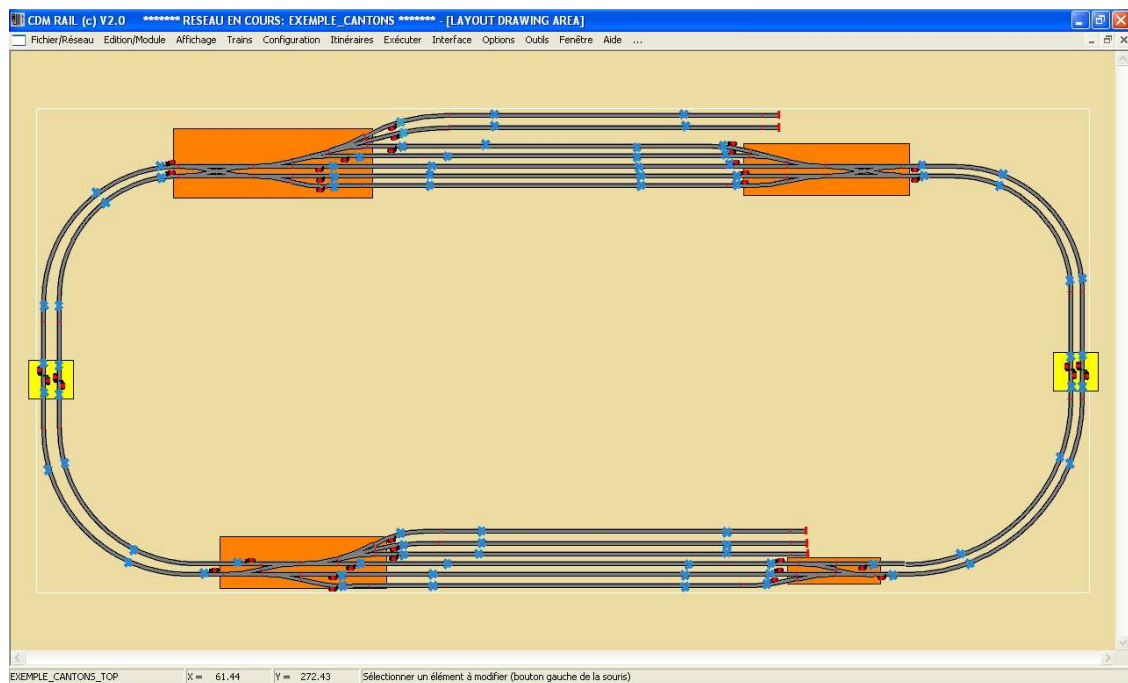 CDM RAIL (c) V2.0 ******* RESEAU EN COURS: EXEMPLE_CANTONS ******* - [LAYOUT DRAWING AREA]
Fichier/Réseau Edition/Module Affichage Trains Configuration Itinéraires Exécuter Interface Options Outils Fenêtre Aide ...
EXEMPLE_CANTONS_TOP X = 61.44 Y = 272.43 Sélectionner un élément à modifier (bouton gauche de la souris)